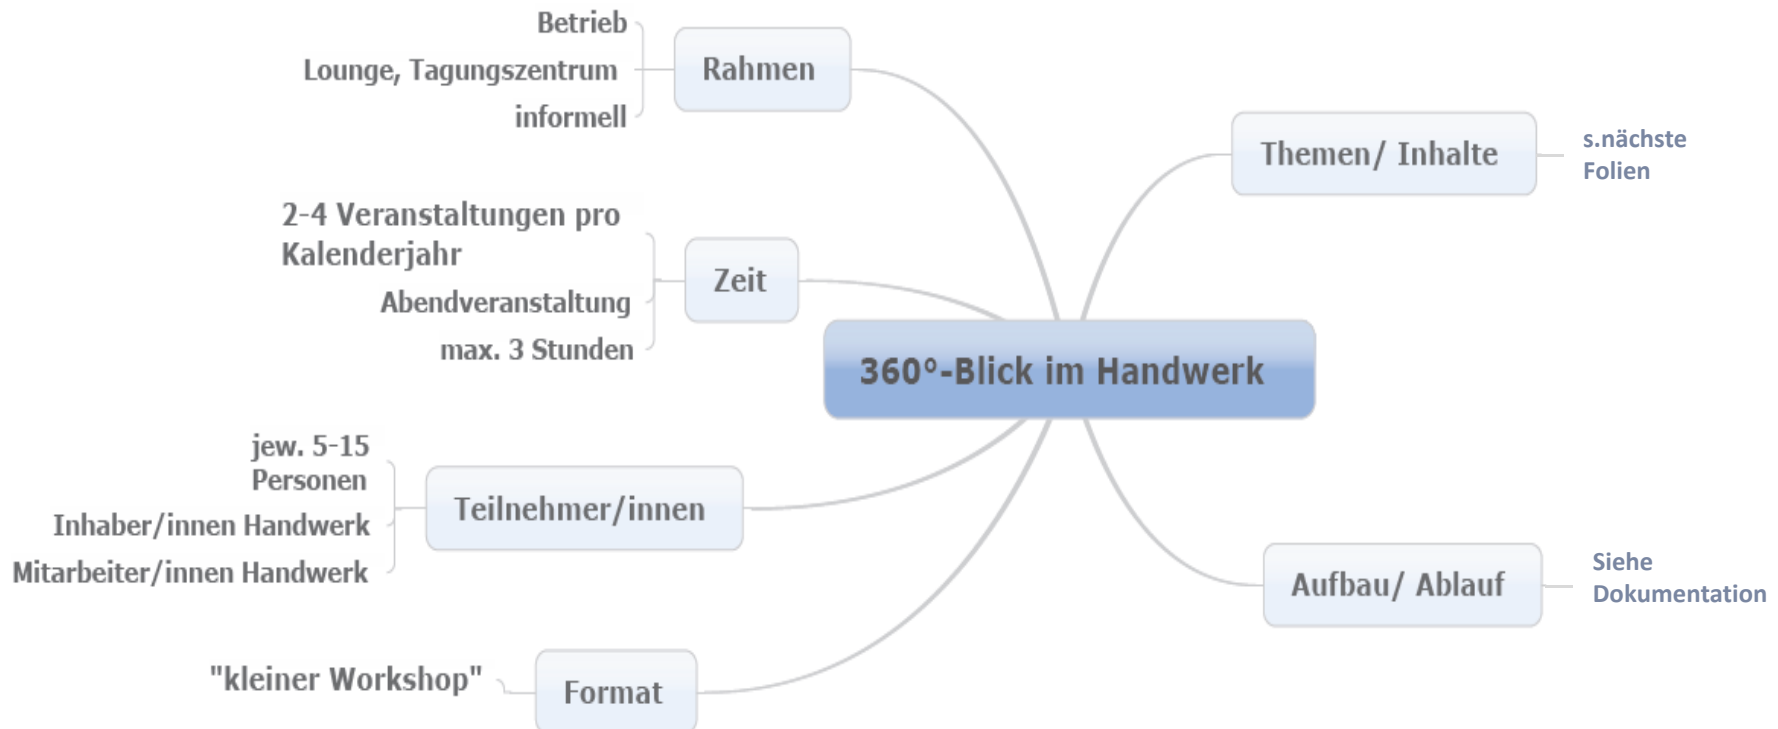 Betrieb
Lounge, Tagungszentrum
informell
Rahmen
2-4 Veranstaltungen pro
Kalenderjahr
Abendveranstaltung
max. 3 Stunden
Zeit
jew. 5-15
Personen
Inhaber/innen Handwerk
Mitarbeiter/innen Handwerk
Teilnehmer/innen
"kleiner Workshop"
Format
360°-Blick im Handwerk
Themen/ Inhalte
s.nächste
Folien
Aufbau/ Ablauf
Siehe
Dokumentation